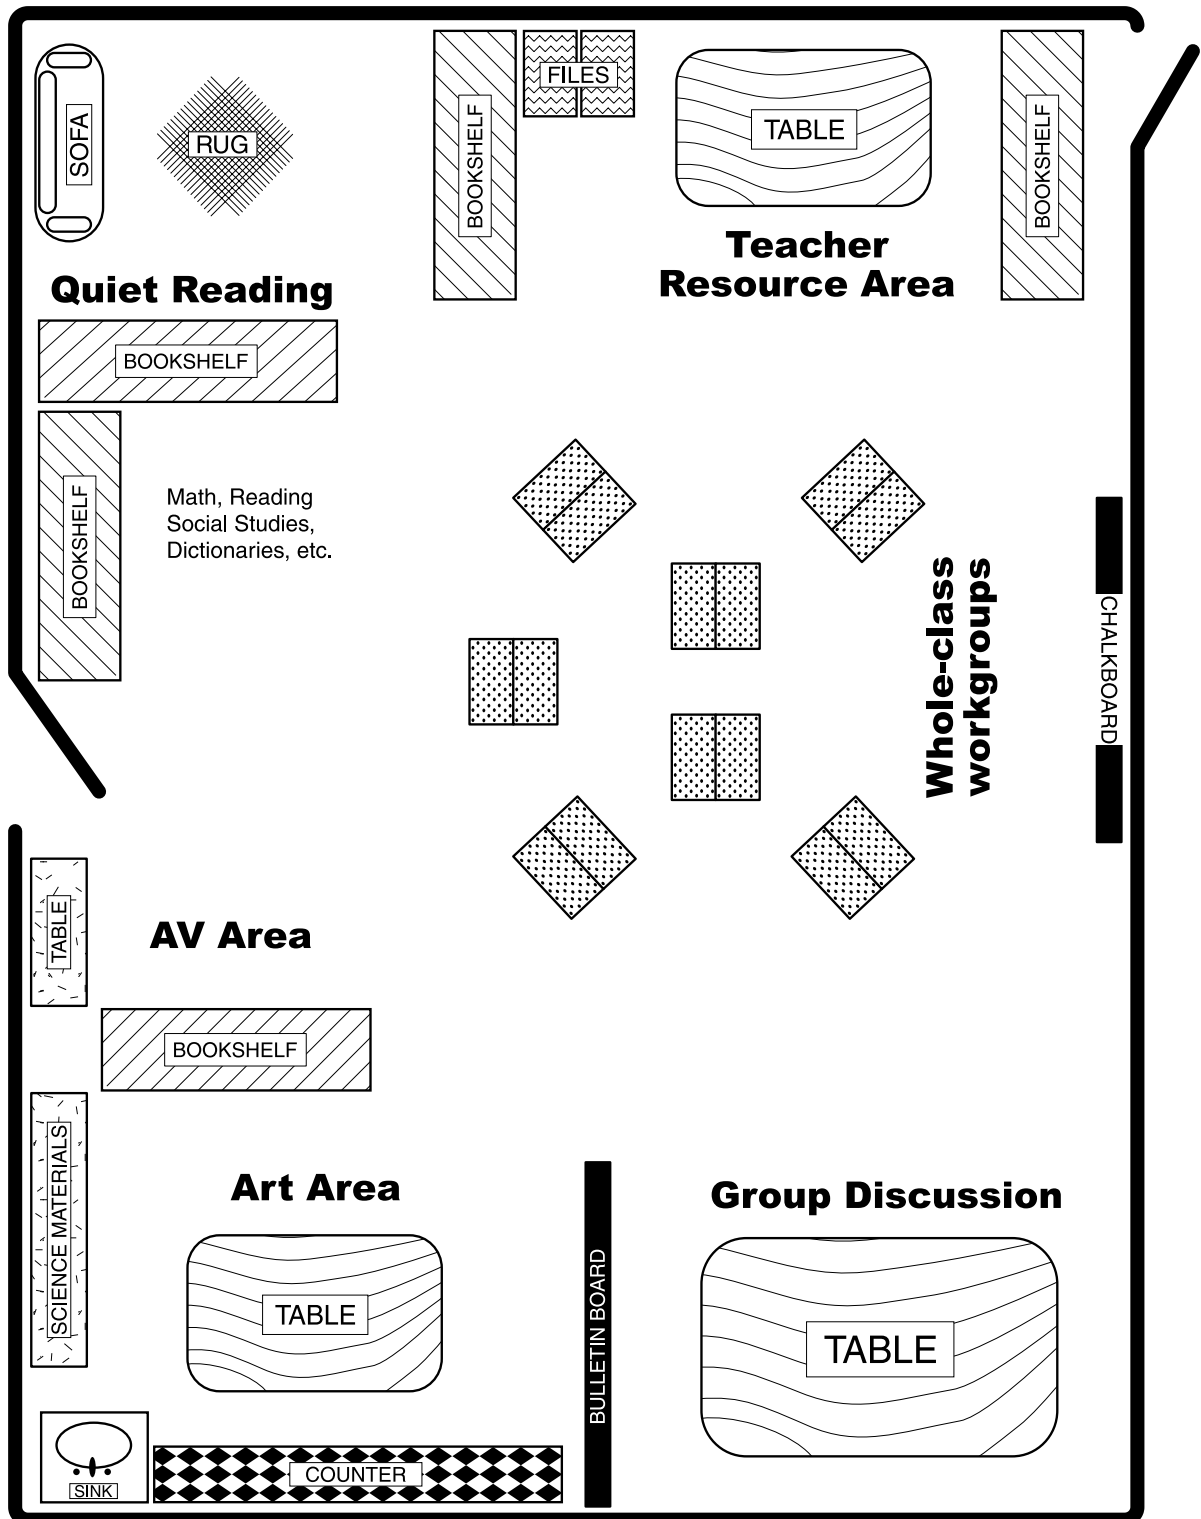 SOFA
RUG
BOOKSHELF
FILES
TABLE
BOOKSHELF
Quiet Reading
Teacher
Resource Area
BOOKSHELF
BOOKSHELF
Math, Reading
Social Studies,
Dictionaries, etc.
Whole-class
workgroups
CHALKBOARD
TABLE
AV Area
BOOKSHELF
SCIENCE MATERIALS
Art Area
TABLE
BULLETIN BOARD
Group Discussion
TABLE
SINK
COUNTER